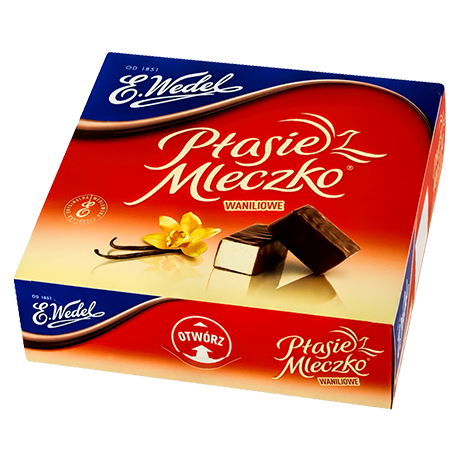 OD 1851
E. Wedel
Ptasie
Mleczko®
WANILIOWE
E
OD 1851
E. Wedel
OTWÓRZ
Ptasie
Mleczko®
WANILIOWE